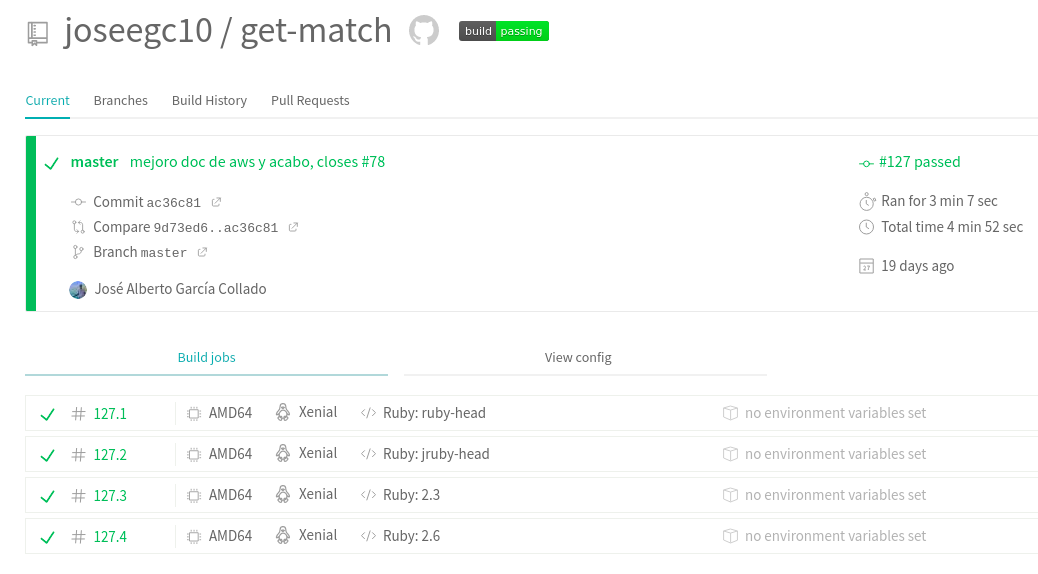 joseegc10 / get-match build passing
Current Branches Build History Pull Requests
master mejoro doc de aws y acabo, closes #78
#127 passed
Commit ac36c81
Ran for 3 min 7 sec
Compare 9d73ed6..ac36c81
Total time 4 min 52 sec
Branch master
19 days ago
José Alberto García Collado
Build jobs View config
# 127.1 AMD64 Xenial Ruby: ruby-head no environment variables set
# 127.2 AMD64 Xenial Ruby: jruby-head no environment variables set
# 127.3 AMD64 Xenial Ruby: 2.3 no environment variables set
# 127.4 AMD64 Xenial Ruby: 2.6 no environment variables set